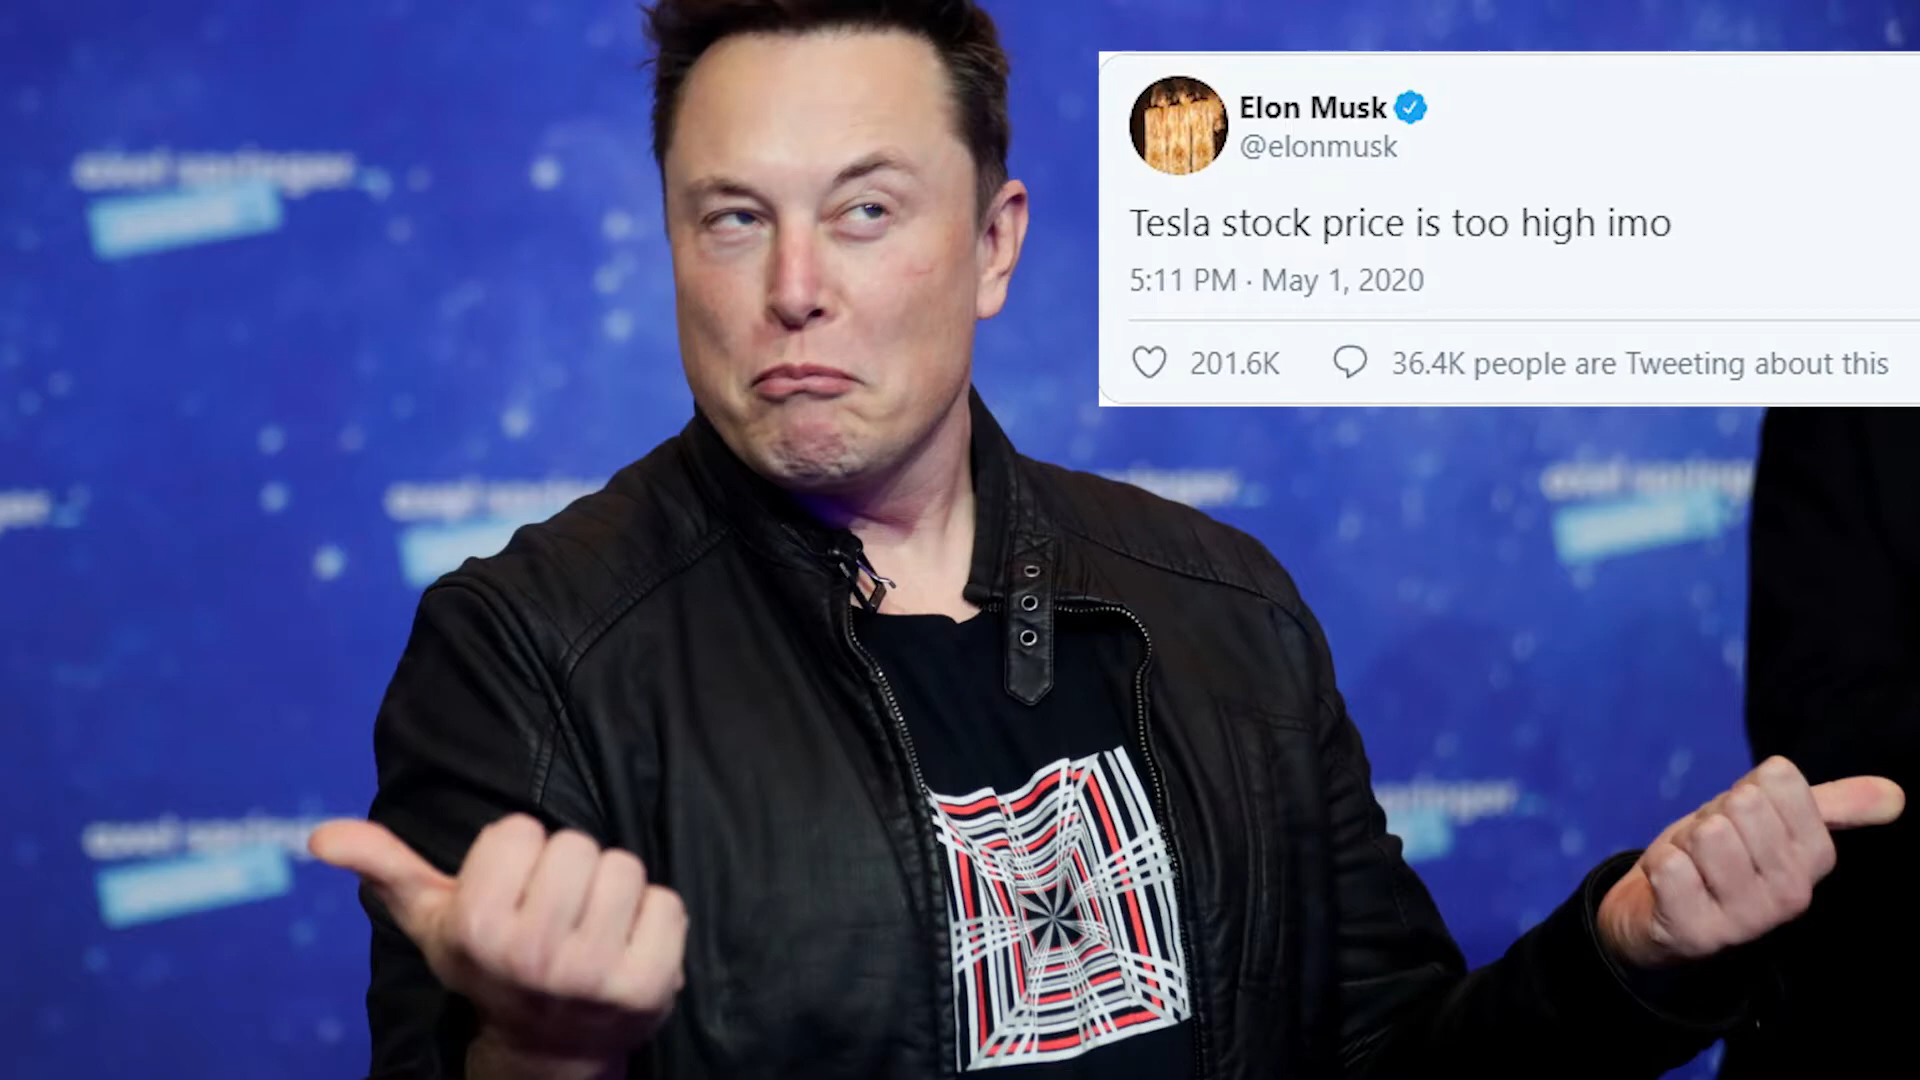 Elon Musk
@elonmusk
Tesla stock price is too high imo
5:11 PM · May 1, 2020
201.6K 36.4K people are Tweeting about this